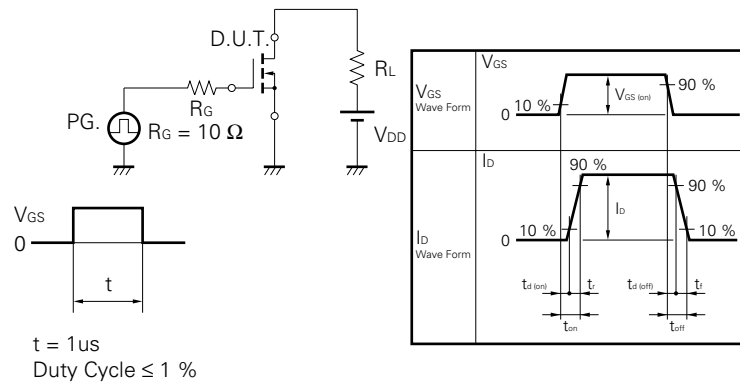 D.U.T.
RL
RG
PG.
RG = 10 Ω
VDD
VGS
0
t
t = 1us
Duty Cycle ≤ 1 %
VGS
Wave Form
VGS
10 %
0
VGS (on)
90 %
ID
Wave Form
ID
90 %
90 %
ID
10 %
0
10 %
td (on)
tr
td (off)
tf
ton
toff